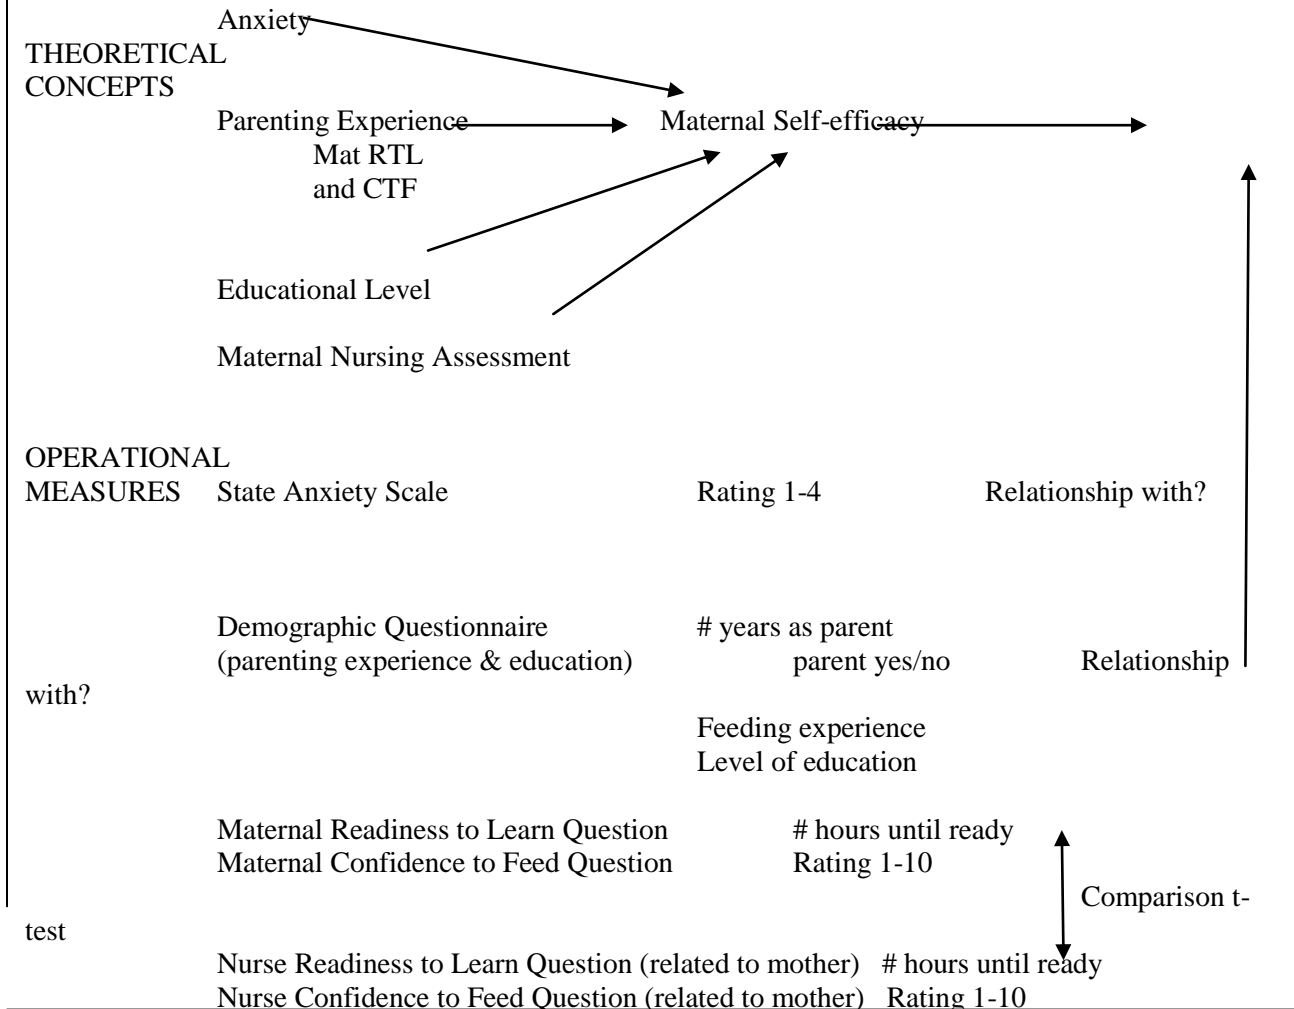 Anxiety
THEORETICAL
CONCEPTS
Parenting Experience Maternal Self-efficacy
Mat RTL
and CTF
Educational Level
Maternal Nursing Assessment
OPERATIONAL
MEASURES State Anxiety Scale Rating 1-4 Relationship with?
Demographic Questionnaire # years as parent
(parenting experience & education) parent yes/no Relationship
with?
Feeding experience
Level of education
Maternal Readiness to Learn Question # hours until ready
Maternal Confidence to Feed Question Rating 1-10
Comparison t-
test
Nurse Readiness to Learn Question (related to mother) # hours until ready
Nurse Confidence to Feed Question (related to mother) Rating 1-10